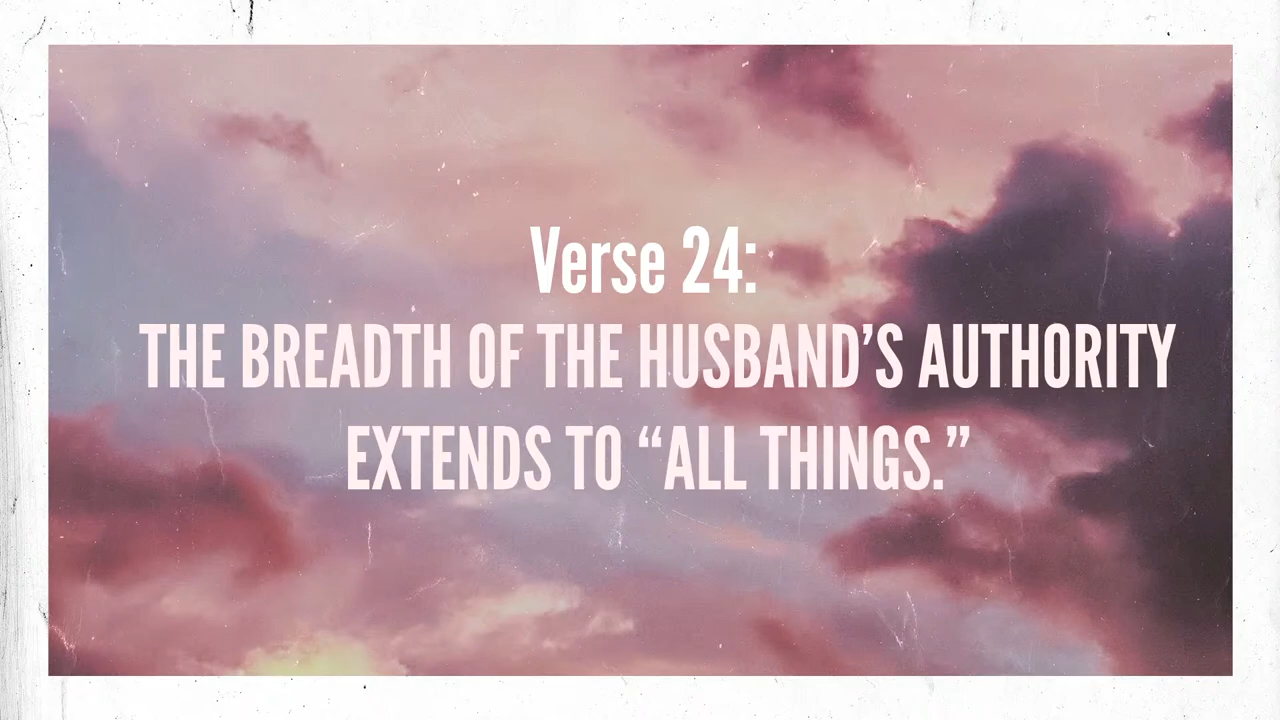 Verse 24:
THE BREADTH OF THE HUSBAND’S AUTHORITY
EXTENDS TO “ALL THINGS.”